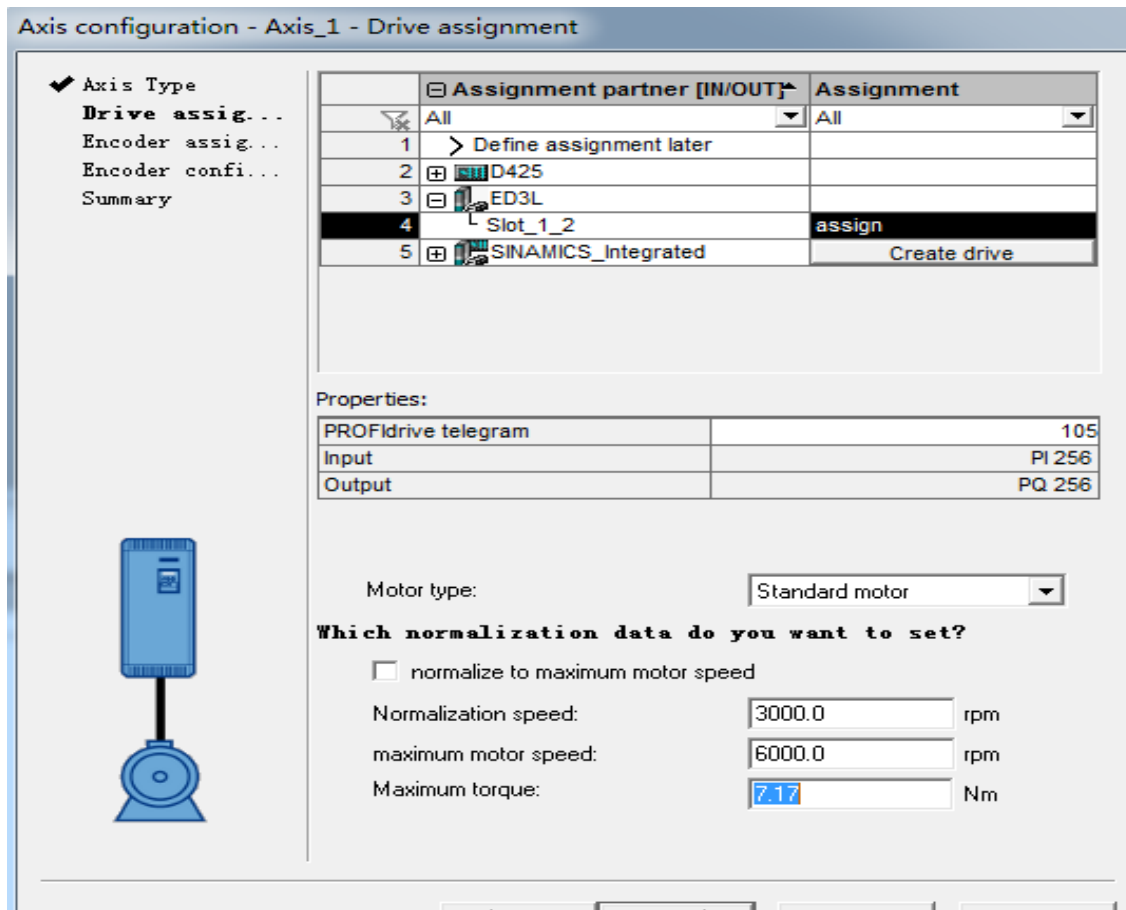 Axis configuration - Axis_1 - Drive assignment
Axis Type
Drive assig...
Encoder assig...
Encoder confi...
Summary
Assignment partner [IN/OUT] Assignment
All All
1 Define assignment later
2 D425
3 ED3L
4 Slot_1_2 assign
5 SINAMICS_Integrated Create drive
Properties:
PROFIdrive telegram 105
Input PI 256
Output PQ 256
Motor type: Standard motor
Which normalization data do you want to set?
normalize to maximum motor speed
Normalization speed: 3000.0 rpm
maximum motor speed: 6000.0 rpm
Maximum torque: 7.17 Nm